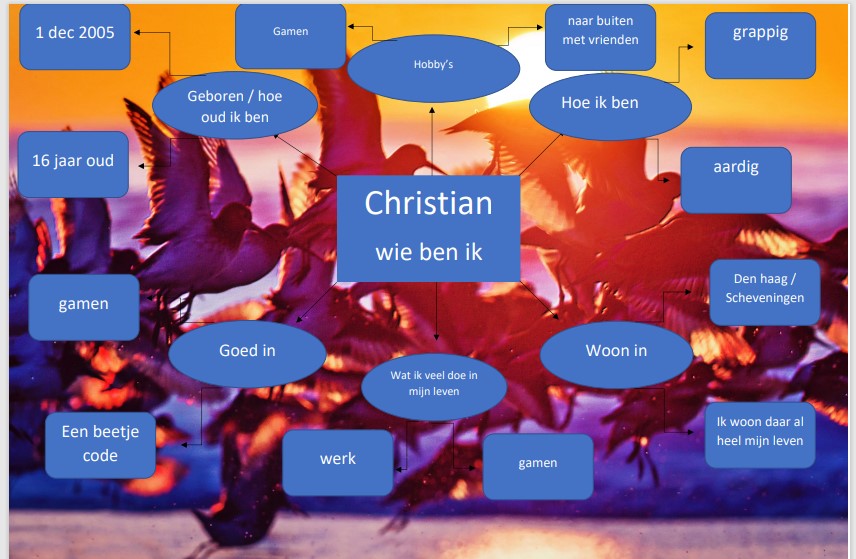 1 dec 2005
Gamen
naar buiten
met vrienden
grappig
Hobby's
Geboren / hoe
oud ik ben
Hoe ik ben
16 jaar oud
aardig
Christian
wie ben ik
gamen
Den haag /
Scheveningen
Goed in
Woon in
Wat ik veel doe in
mijn leven
Een beetje
code
werk
gamen
Ik woon daar al
heel mijn leven